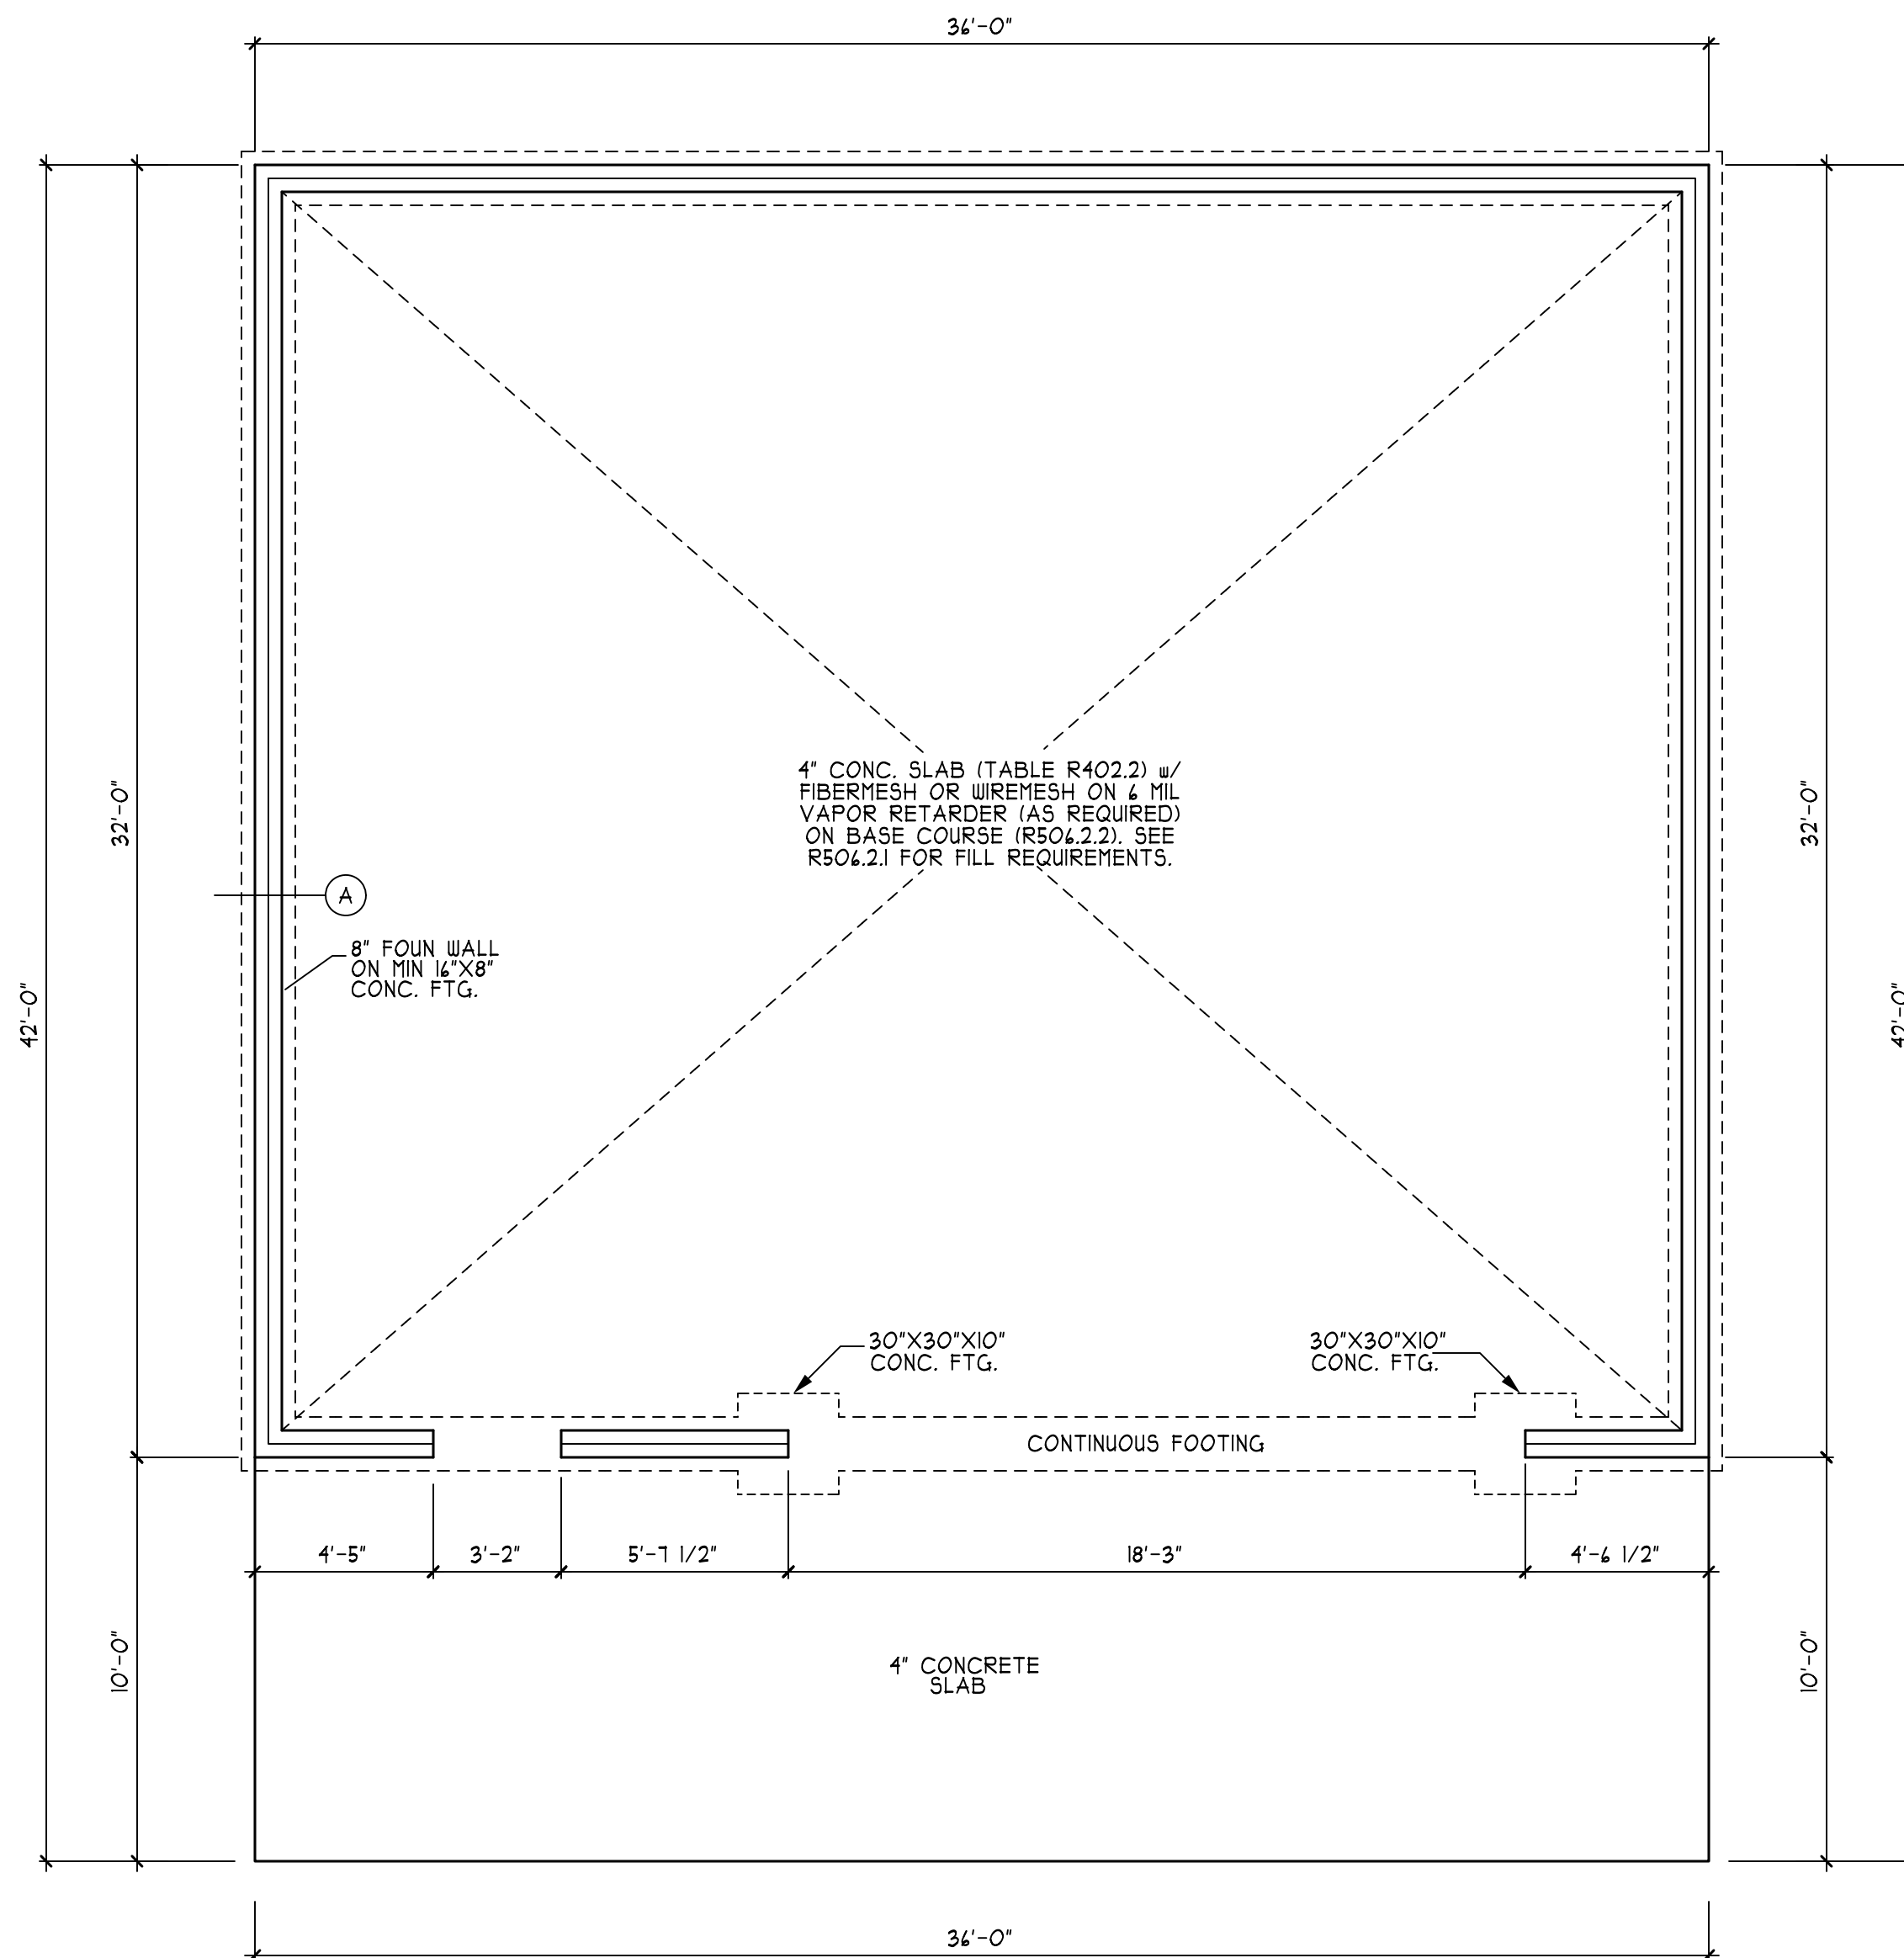 36'-0"
32'-0"
32'-0"
42'-0"
42'-0"
4" CONC. SLAB (TABLE R402.2) w/
FIBERMESH OR WIREMESH ON 6 MIL
VAPOR RETARDER (AS REQUIRED)
ON BASE COURSE (R506.2.2). SEE
R506.2.1 FOR FILL REQUIREMENTS.
A
8" FOUN WALL
ON MIN 16"X8"
CONC. FTG.
30"X30"X10"
CONC. FTG.
30"X30"X10"
CONC. FTG.
CONTINUOUS FOOTING
4'-5"
3'-2"
5'-7 1/2"
18'-3"
4'-6 1/2"
10'-0"
10'-0"
4" CONCRETE
SLAB
36'-0"